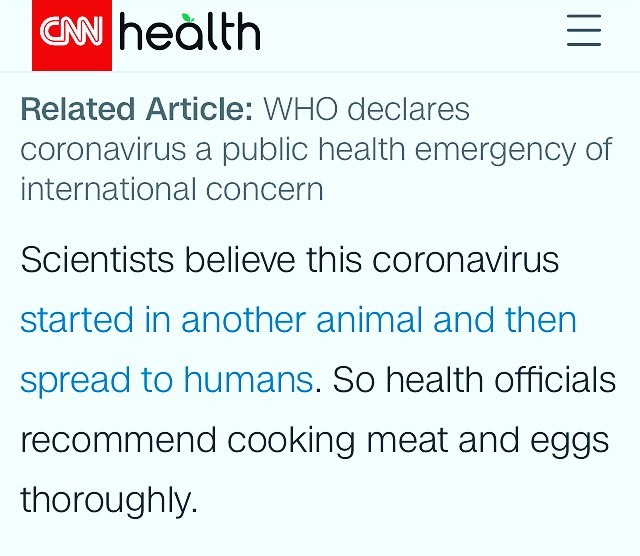 CNN health
Related Article: WHO declares
coronavirus a public health emergency of
international concern
Scientists believe this coronavirus
started in another animal and then
spread to humans. So health officials
recommend cooking meat and eggs
thoroughly.